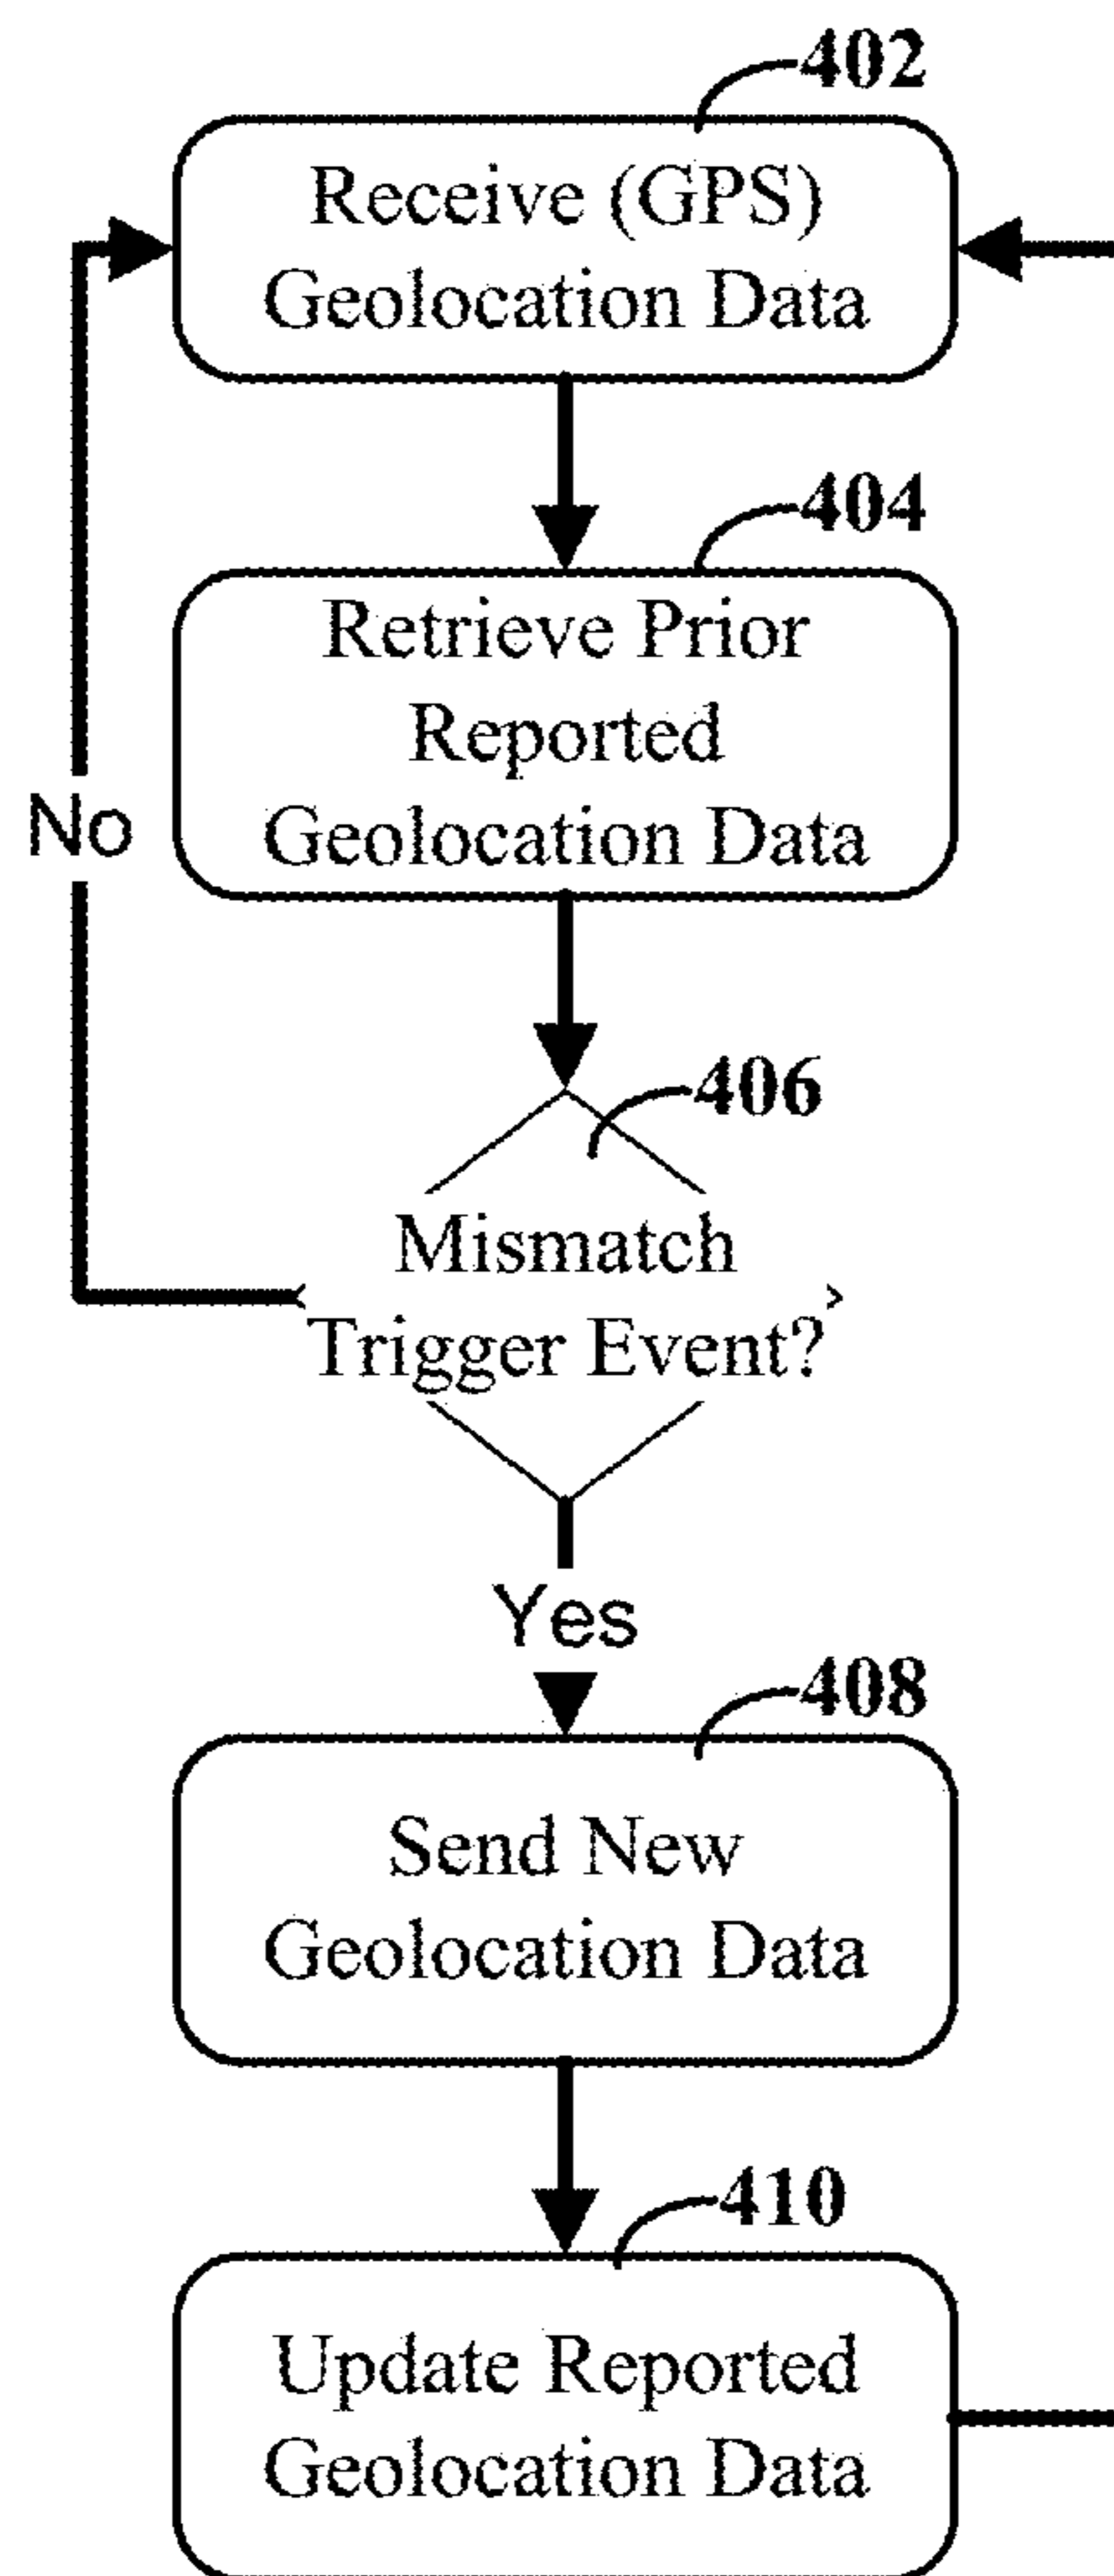 402
Receive (GPS)
Geolocation Data
404
Retrieve Prior
Reported
Geolocation Data
No
406
Mismatch
Trigger Event?
Yes
408
Send New
Geolocation Data
410
Update Reported
Geolocation Data